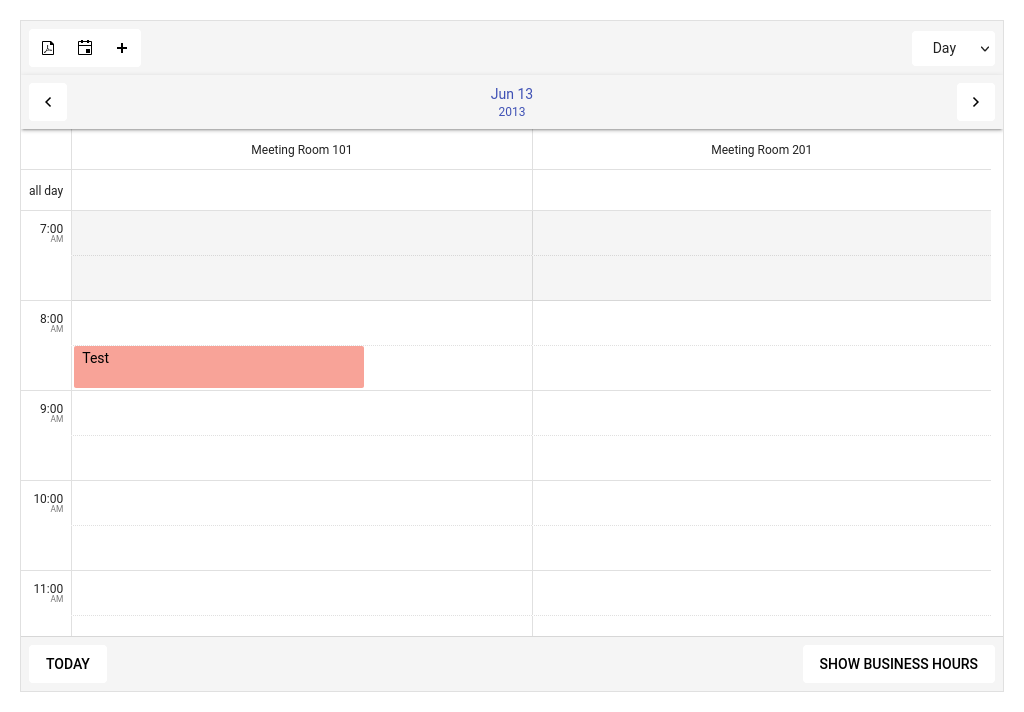 Day
Jun 13
2013
Meeting Room 101 Meeting Room 201
all day
7:00
AM
8:00
AM
Test
9:00
AM
10:00
AM
11:00
AM
TODAY SHOW BUSINESS HOURS